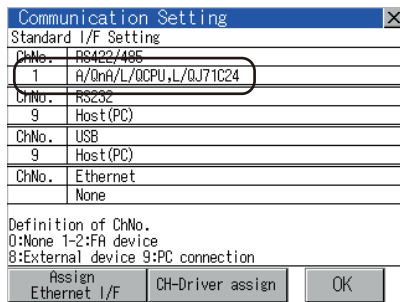 Communication Setting
Standard I/F Setting
ChNo. RS422/485
1 A/QnA/L/QCPU,L/QJ71C24
ChNo. RS232
9 Host(PC)
ChNo. USB
9 Host(PC)
ChNo. Ethernet
None
Definition of ChNo.
0:None 1-2:FA device
8:External device 9:PC connection
Assign
Ethernet I/F
CH-Driver assign
OK